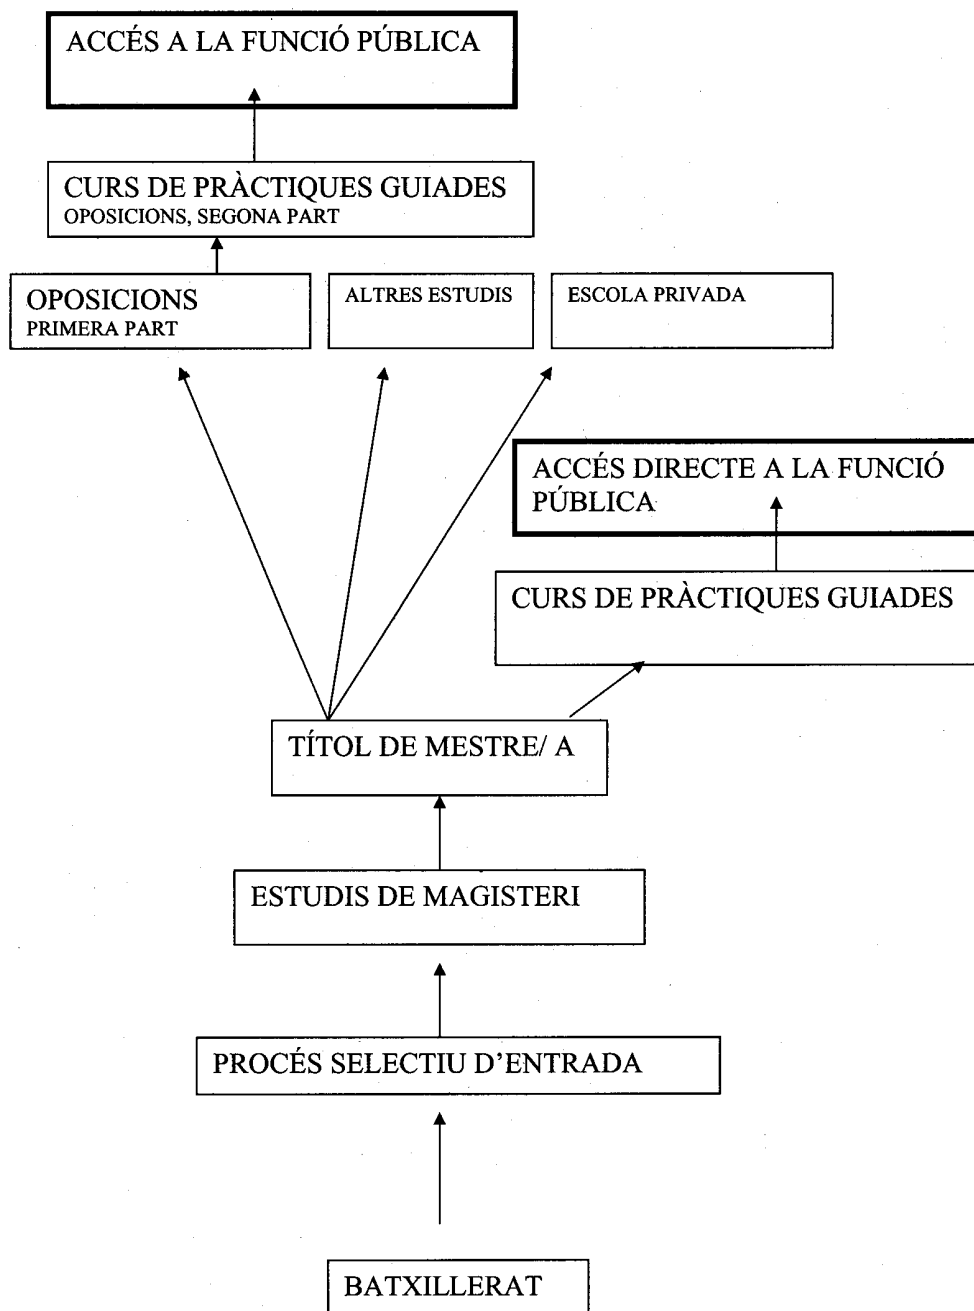 ACCÉS A LA FUNCIÓ PÚBLICA
CURS DE PRÀCTIQUES GUIADES
OPOSICIONS, SEGONA PART
OPOSICIONS
PRIMERA PART
ALTRES ESTUDIS
ESCOLA PRIVADA
ACCÉS DIRECTE A LA FUNCIÓ
PÚBLICA
CURS DE PRÀCTIQUES GUIADES
TÍTOL DE MESTRE/ A
ESTUDIS DE MAGISTERI
PROCÉS SELECTIU D’ENTRADA
BATXILLERAT